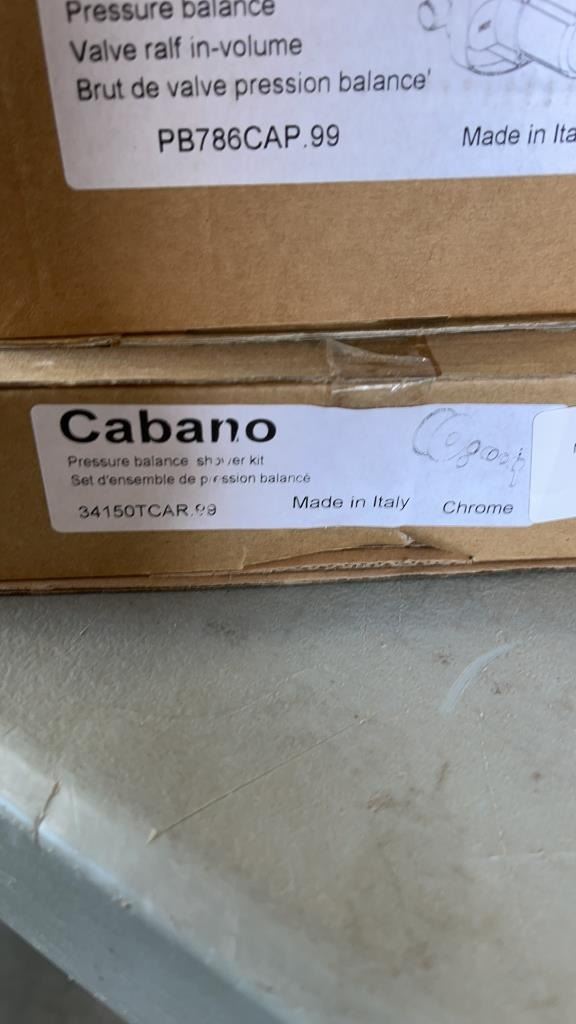 Pressure balance
Valve ralf in-volume
Brut de valve pression balance'
PB786CAP.99
Made in Ita
Cabano
Pressure balance shower kit
Set d'ensemble de pression balancé
34150TCAR.99
Made in Italy
Chrome